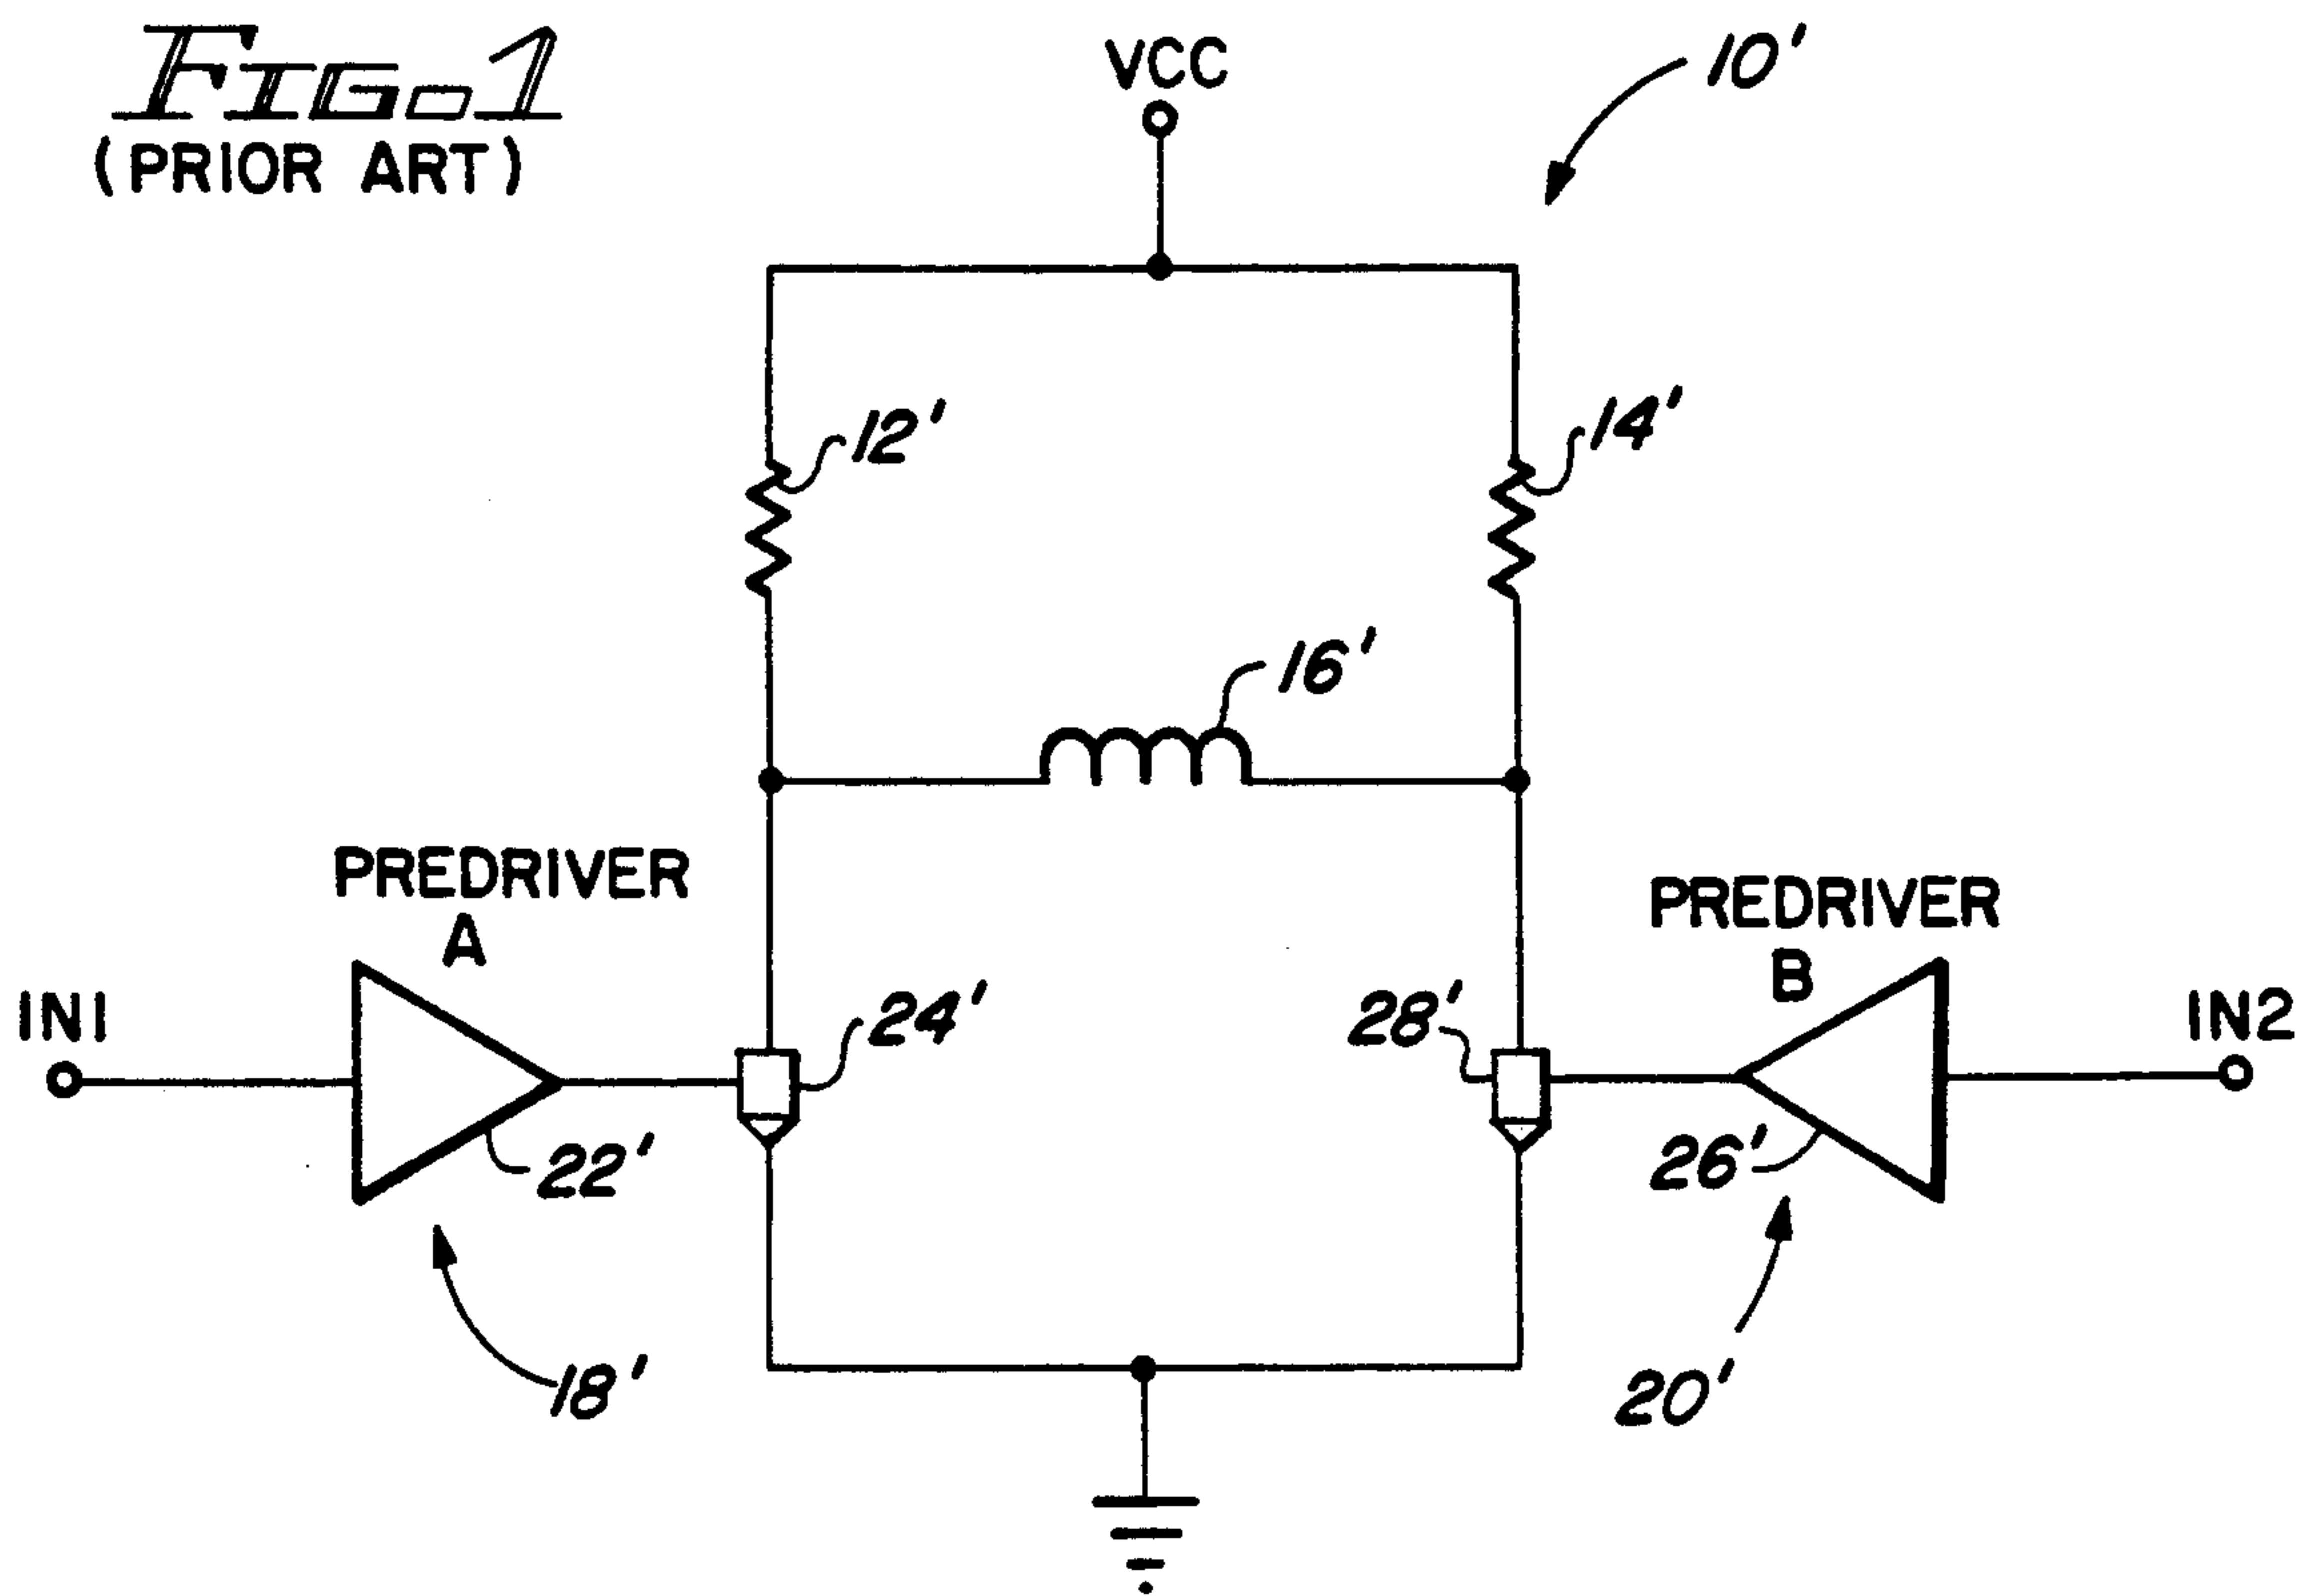 FIG. 1
(PRIOR ART)
VCC
10'
12'
14'
16'
PREDRIVER
A
PREDRIVER
B
IN1
24'
28'
IN2
22'
26'
18'
20'